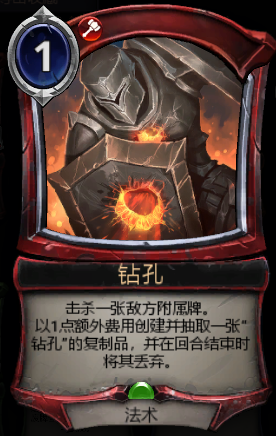 1
钻孔
击杀一张敌方附属牌。
以1点额外费用创建并抽取一张“
钻孔”的复制品，并在回合结束时
将其丢弃。
法术